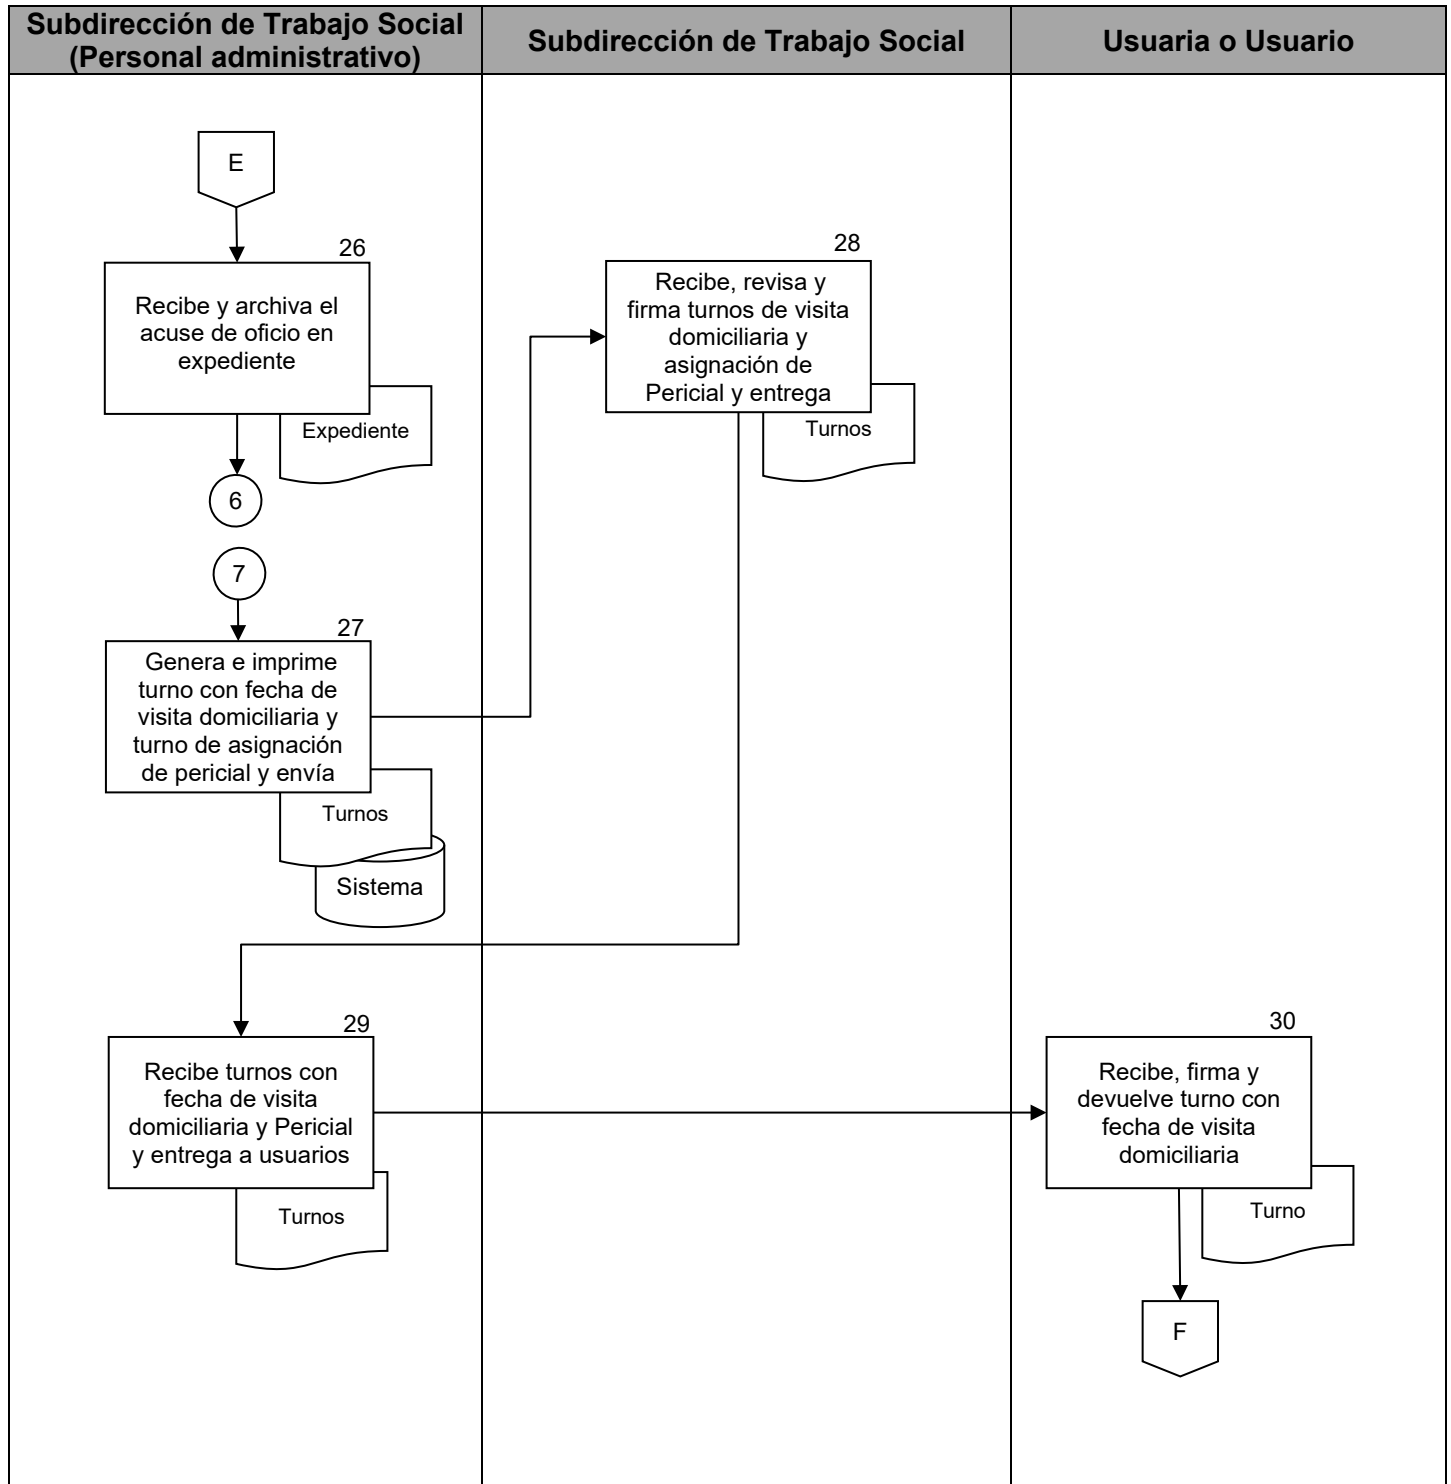 Subdirección de Trabajo Social
(Personal administrativo)
Subdirección de Trabajo Social
Usuaria o Usuario
E
26
Recibe y archiva el
acuse de oficio en
expediente
Expediente
6
7
27
Genera e imprime
turno con fecha de
visita domiciliaria y
turno de asignación
de pericial y envía
Turnos
Sistema
28
Recibe, revisa y
firma turnos de visita
domiciliaria y
asignación de
Pericial y entrega
Turnos
29
Recibe turnos con
fecha de visita
domiciliaria y Pericial
y entrega a usuarios
Turnos
30
Recibe, firma y
devuelve turno con
fecha de visita
domiciliaria
Turno
F